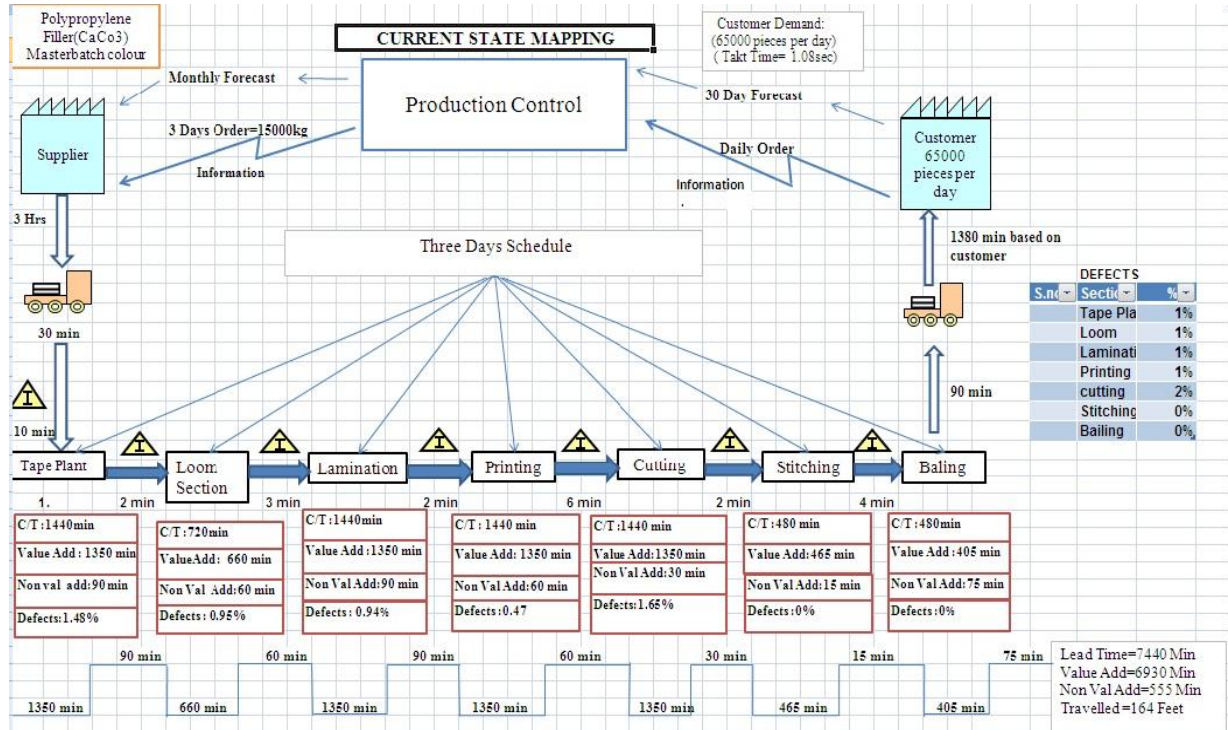 Polypropylene
Filler(CaCo3)
Masterbatch colour
CURRENT STATE MAPPING
Customer Demand:
(65000 pieces per day)
( Takt Time= 1.08sec)
Monthly Forecast
Production Control
30 Day Forecast
3 Days Order=15000kg
Supplier
Customer
65000
pieces per
day
Daily Order
Information
Information
.
3 Hrs
Three Days Schedule
1380 min based on
customer
30 min
DEFECTS
S.no Sectic %
Tape Pla 1%
Loom 1%
Laminati 1%
Printing 1%
cutting 2%
Stitching 0%
Bailing 0%
90 min
I
10 min
I I I I I I
Tape Plant
Loom
Section
Lamination
Printing
Cutting
Stitching
Baling
1. 2 min 3 min 2 min 6 min 2 min 4 min
C/T:1440min
Value Add: 1350 min
Non val add:90 min
Defects:1.48%
C/T:720min
ValueAdd: 660 min
Non Val Add:60 min
Defects: 0.95%
C/T:1440min
Value Add :1350 min
Non Val Add:90 min
Defects: 0.94%
C/T: 1440 min
Value Add: 1350 min
Non Val Add:60 min
Defects: 0.47
C/T:1440 min
Value Add:1350 min
Non Val Add:30 min
Defects:1.65%
C/T:480 min
Value Add:465 min
Non Val Add:15 min
Defects:0%
C/T:480min
Value Add :405 min
Non Val Add:75 min
Defects:0%
90 min 60 min 90 min 60 min 30 min 15 min 75 min
1350 min 660 min 1350 min 1350 min 1350 min 465 min 405 min
Lead Time=7440 Min
Value Add=6930 Min
Non Val Add=555 Min
Travelled=164 Feet